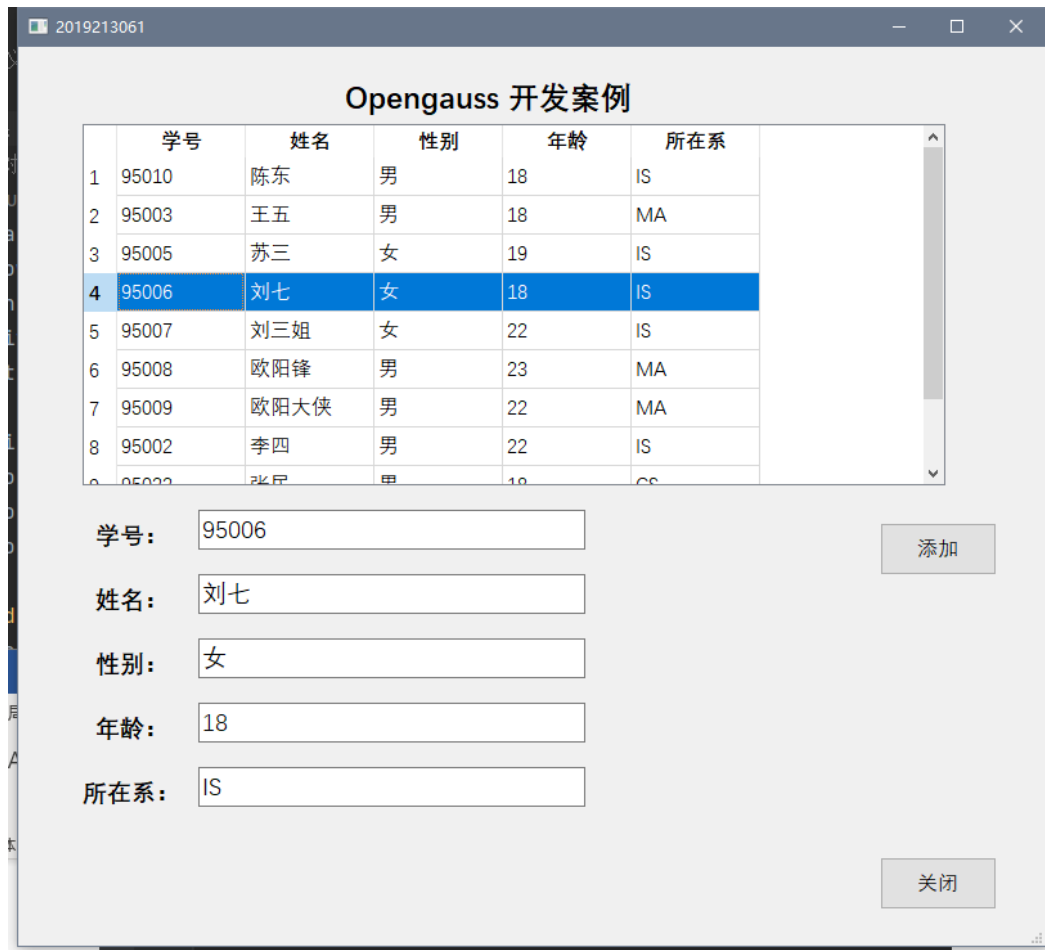 2019213061
Opengauss 开发案例
学号 姓名 性别 年龄 所在系
1 95010 陈东 男 18 IS
2 95003 王五 男 18 MA
3 95005 苏三 女 19 IS
4 95006 刘七 女 18 IS
5 95007 刘三姐 女 22 IS
6 95008 欧阳锋 男 23 MA
7 95009 欧阳大侠 男 22 MA
8 95002 李四 男 22 IS
学号： 95006
添加
姓名： 刘七
性别： 女
年龄： 18
所在系： IS
关闭